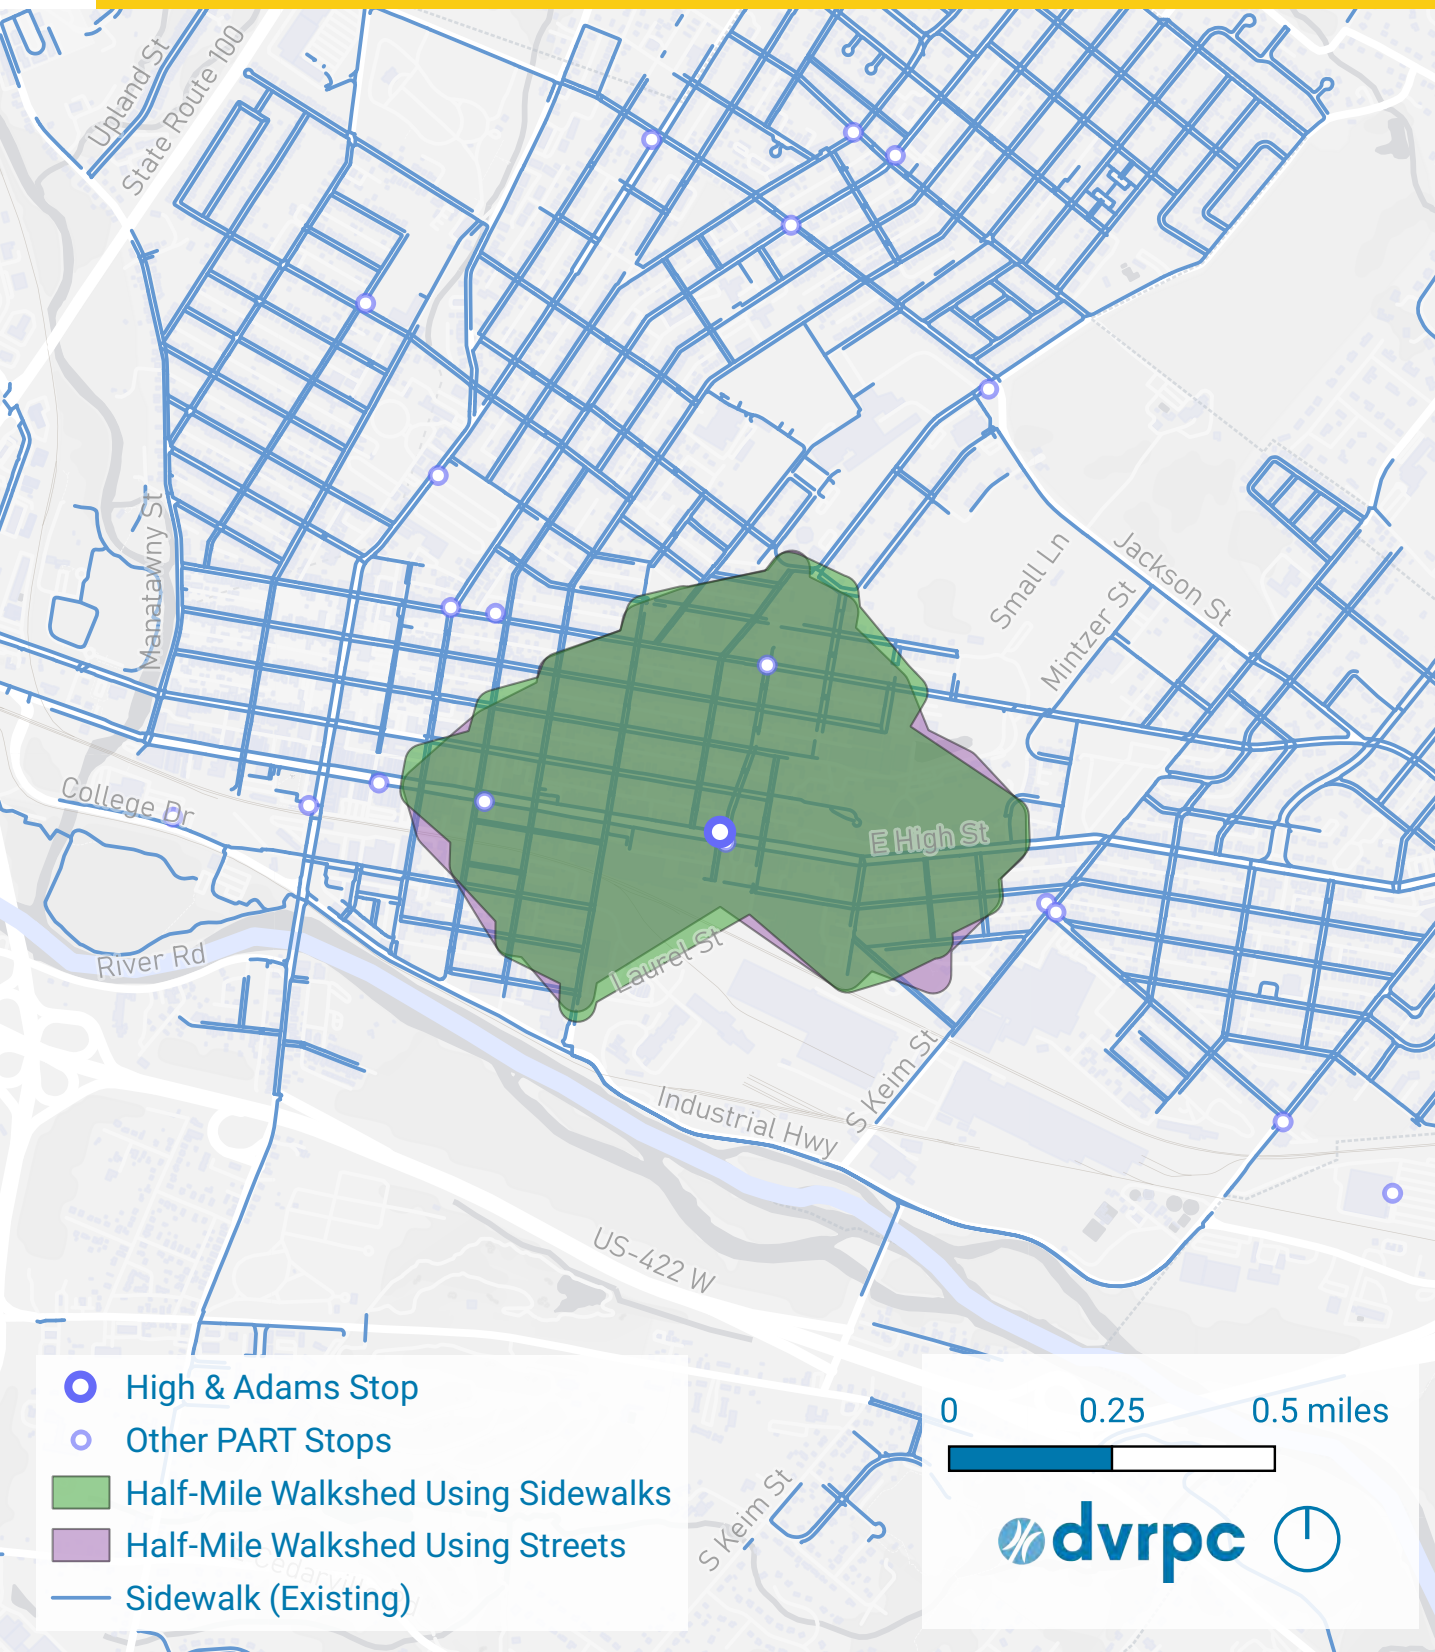 Upland St
State Route 100
Manatawny St
Small Ln
Jackson St
Mintzer St
College Dr
E High St
River Rd
Laurel St
S Keim St
Industrial Hwy
US-422 W
S Keim St
High & Adams Stop
Other PART Stops
Half-Mile Walkshed Using Sidewalks
Half-Mile Walkshed Using Streets
Sidewalk (Existing)
0 0.25 0.5 miles
dvrpc